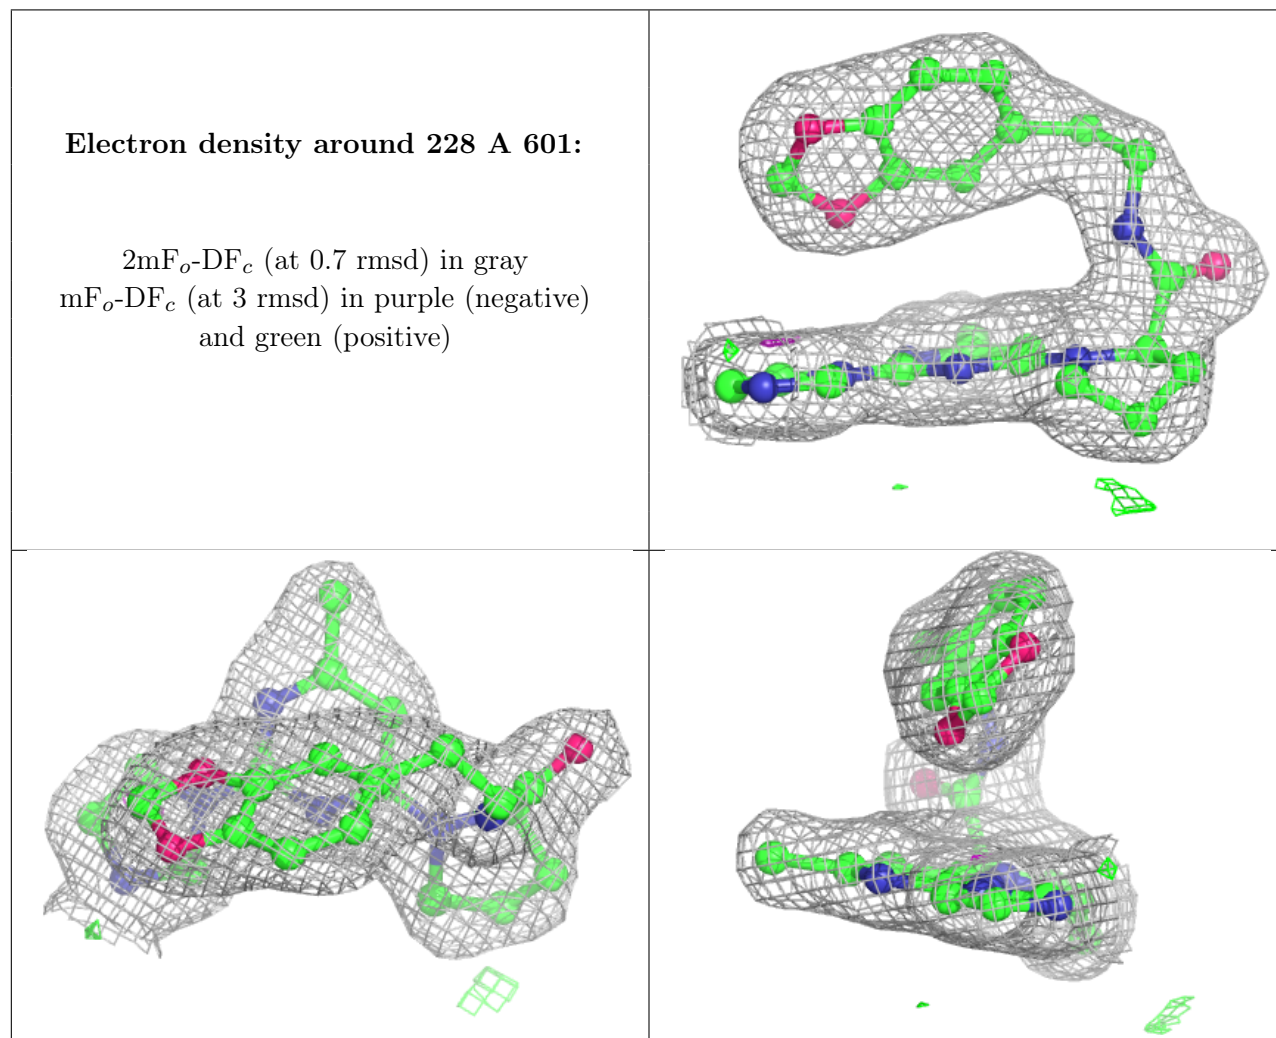 Electron density around 228 A 601:
2mFo-DFc (at 0.7 rmsd) in gray
mFo-DFc (at 3 rmsd) in purple (negative)
and green (positive)